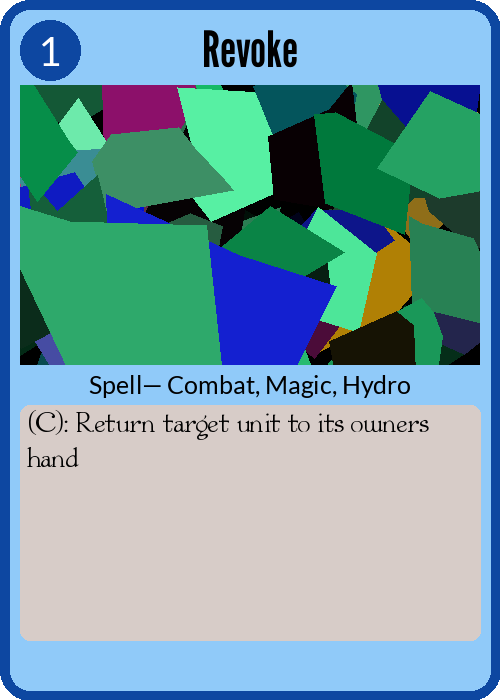 1
Revoke
Spell— Combat, Magic, Hydro
(C): Return target unit to its owners
hand